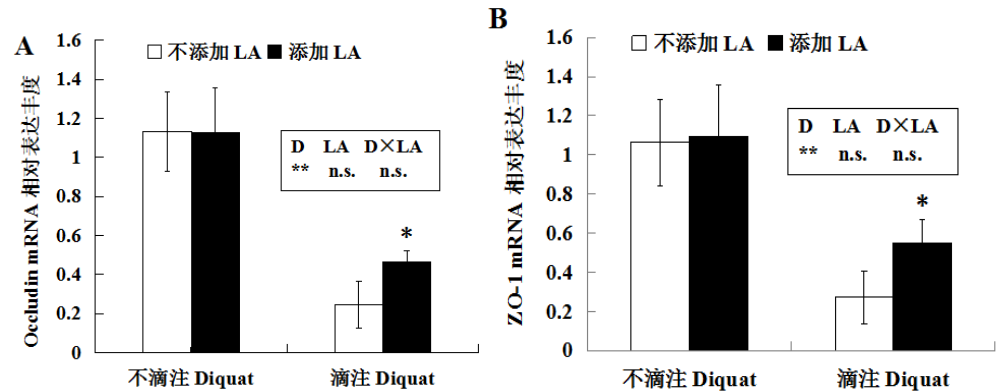 A
不添加 LA 添加 LA
Occludin mRNA 相对表达丰度
1.6
1.4
1.2
1
0.8
0.6
0.4
0.2
0
D LA D×LA
** n.s. n.s.
*
不滴注 Diquat 滴注 Diquat
B
不添加 LA 添加 LA
ZO-1 mRNA 相对表达丰度
1.6
1.4
1.2
1
0.8
0.6
0.4
0.2
0
D LA D×LA
** n.s. n.s.
*
不滴注 Diquat 滴注 Diquat